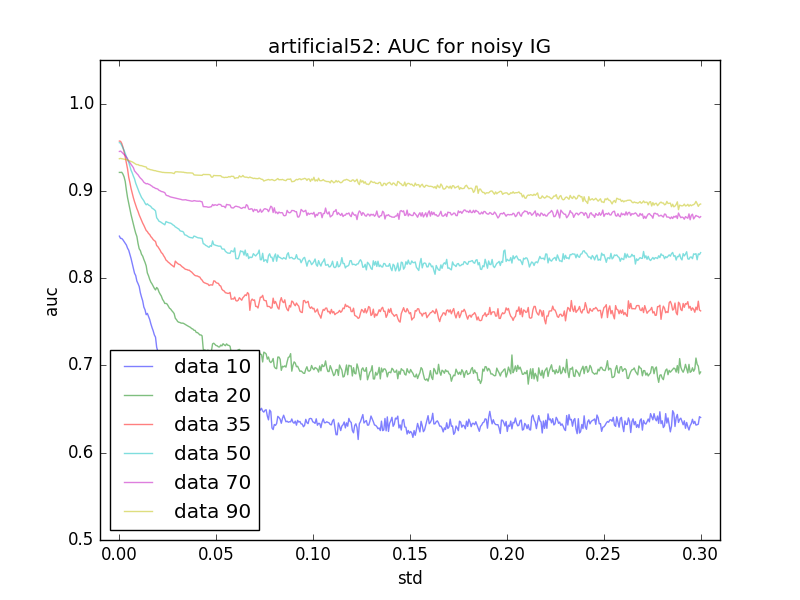 artificial52: AUC for noisy IG
1.0
0.9
0.8
0.7
0.6
0.5
auc
data 10
data 20
data 35
data 50
data 70
data 90
0.00 0.05 0.10 0.15 0.20 0.25 0.30
std